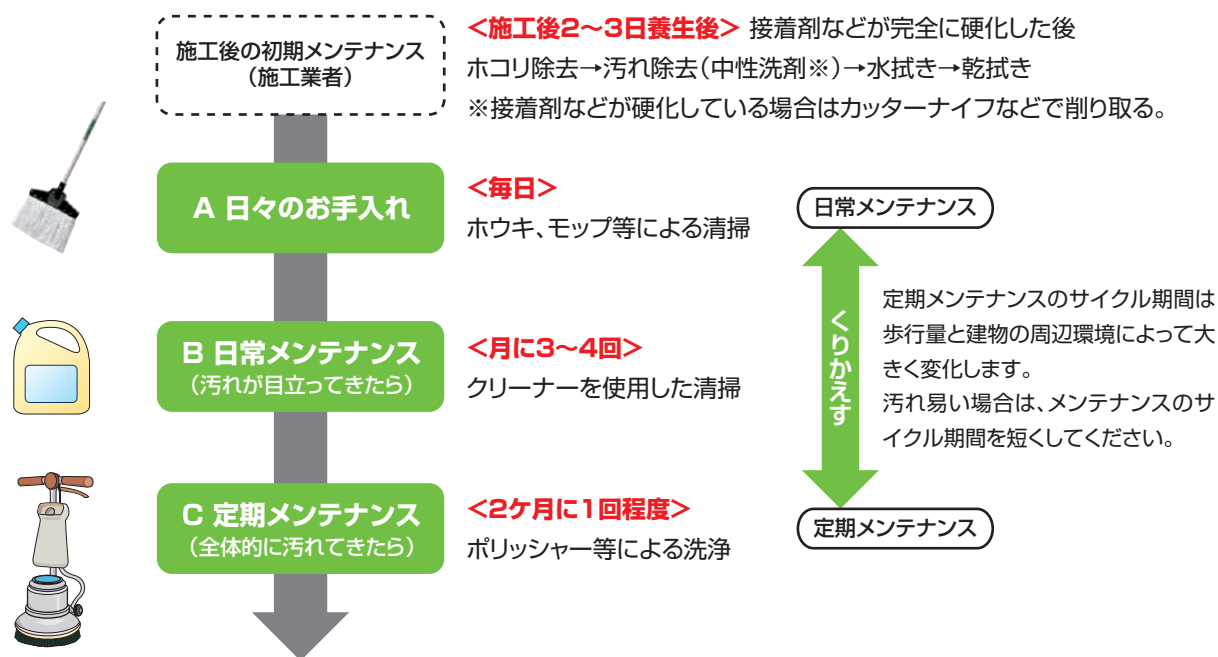 施工後の初期メンテナンス
（施工業者）
<施工後2〜3日養生後> 接着剤などが完全に硬化した後
ホコリ除去→汚れ除去（中性洗剤※）→水拭き→乾拭き
※接着剤などが硬化している場合はカッターナイフなどで削り取る。
A 日々のお手入れ
<毎日>
ホウキ、モップ等による清掃
B 日常メンテナンス
（汚れが目立ってきたら）
<月に3〜4回>
クリーナーを使用した清掃
C 定期メンテナンス
（全体的に汚れてきたら）
<2ケ月に1回程度>
ポリッシャー等による洗浄
日常メンテナンス
くりかえす
定期メンテナンスのサイクル期間は
歩行量と建物の周辺環境によって大
きく変化します。
汚れ易い場合は、メンテナンスのサ
イクル期間を短くしてください。
定期メンテナンス